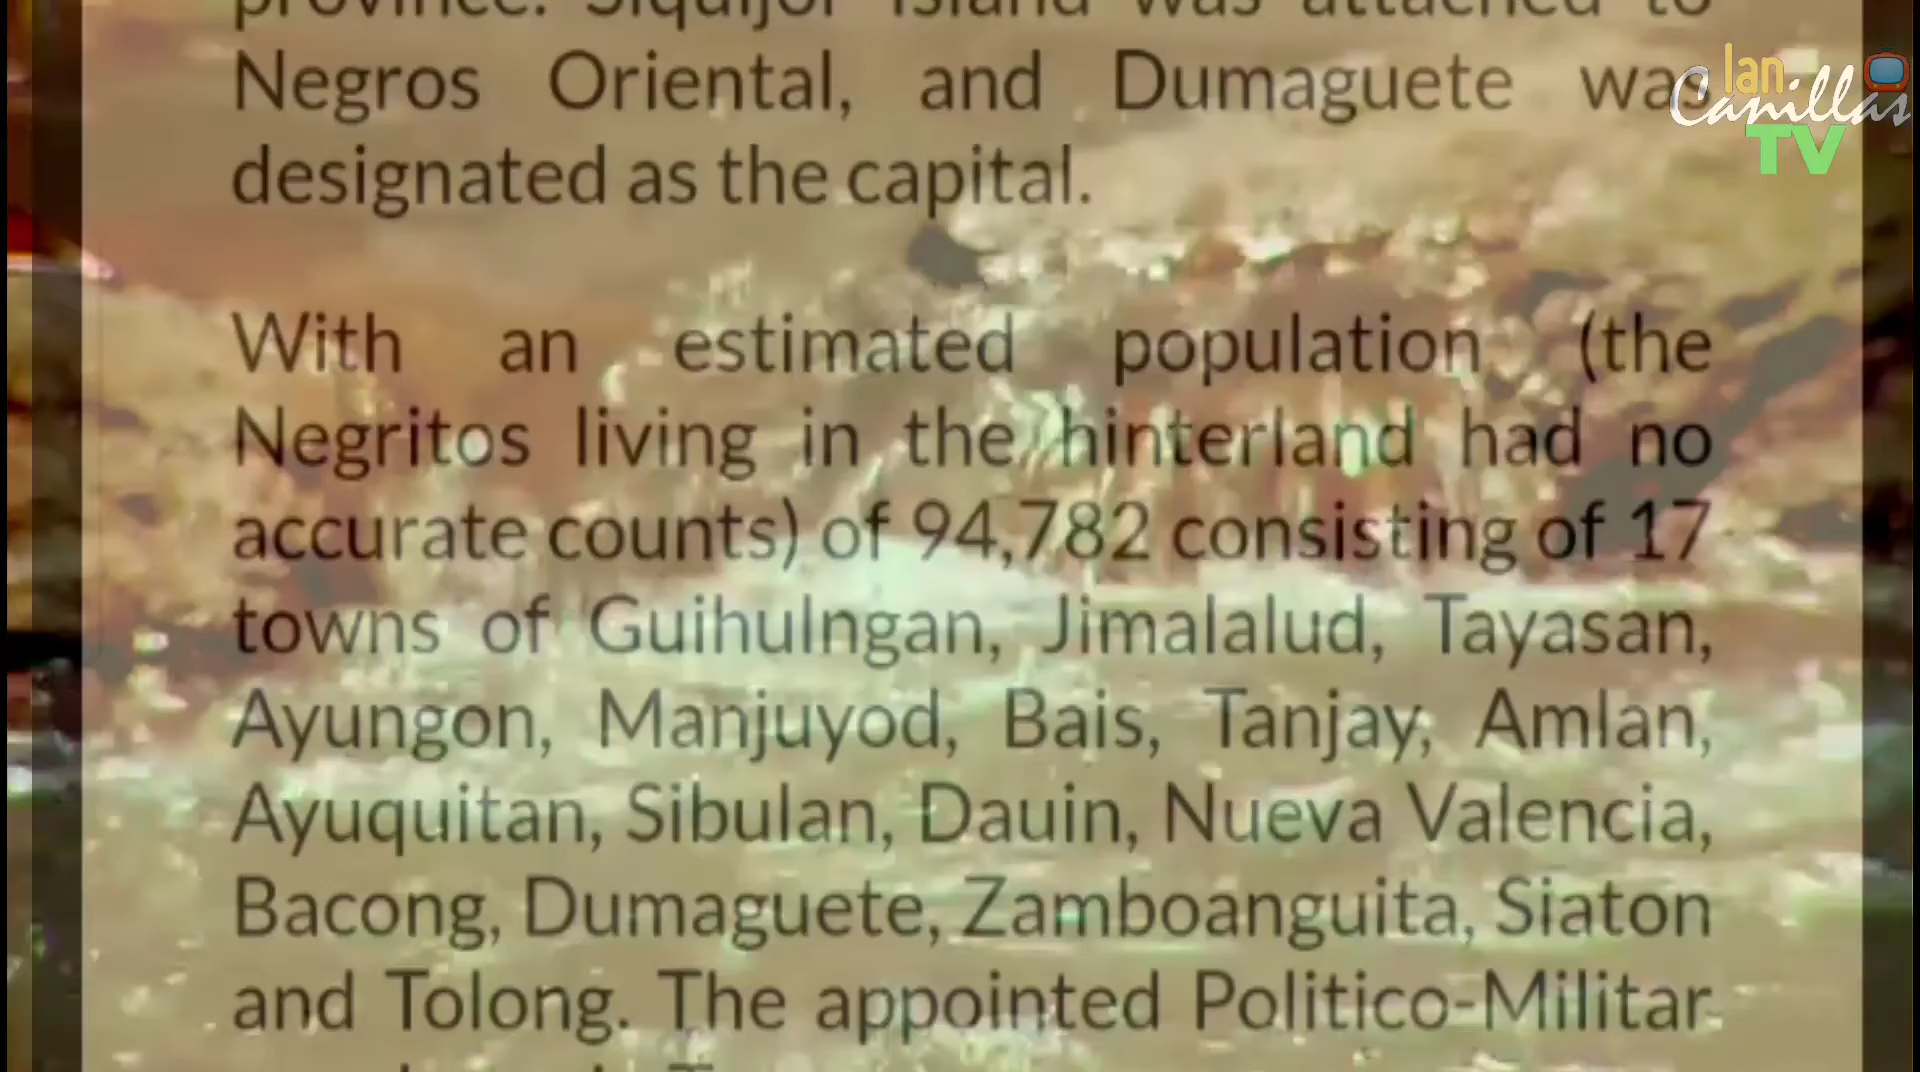 province. Siquijor Island was attached to
Negros Oriental, and Dumaguete was
designated as the capital.
With an estimated population (the
Negritos living in the hinterland had no
accurate counts) of 94,782 consisting of 17
towns of Guihulngan, Jimalalud, Tayasan,
Ayungon, Manjuyod, Bais, Tanjay, Amlan,
Ayuquitan, Sibulan, Dauin, Nueva Valencia,
Bacong, Dumaguete, Zamboanguita, Siaton
and Tolong. The appointed Politico-Militar
Ian
Canillas
TV